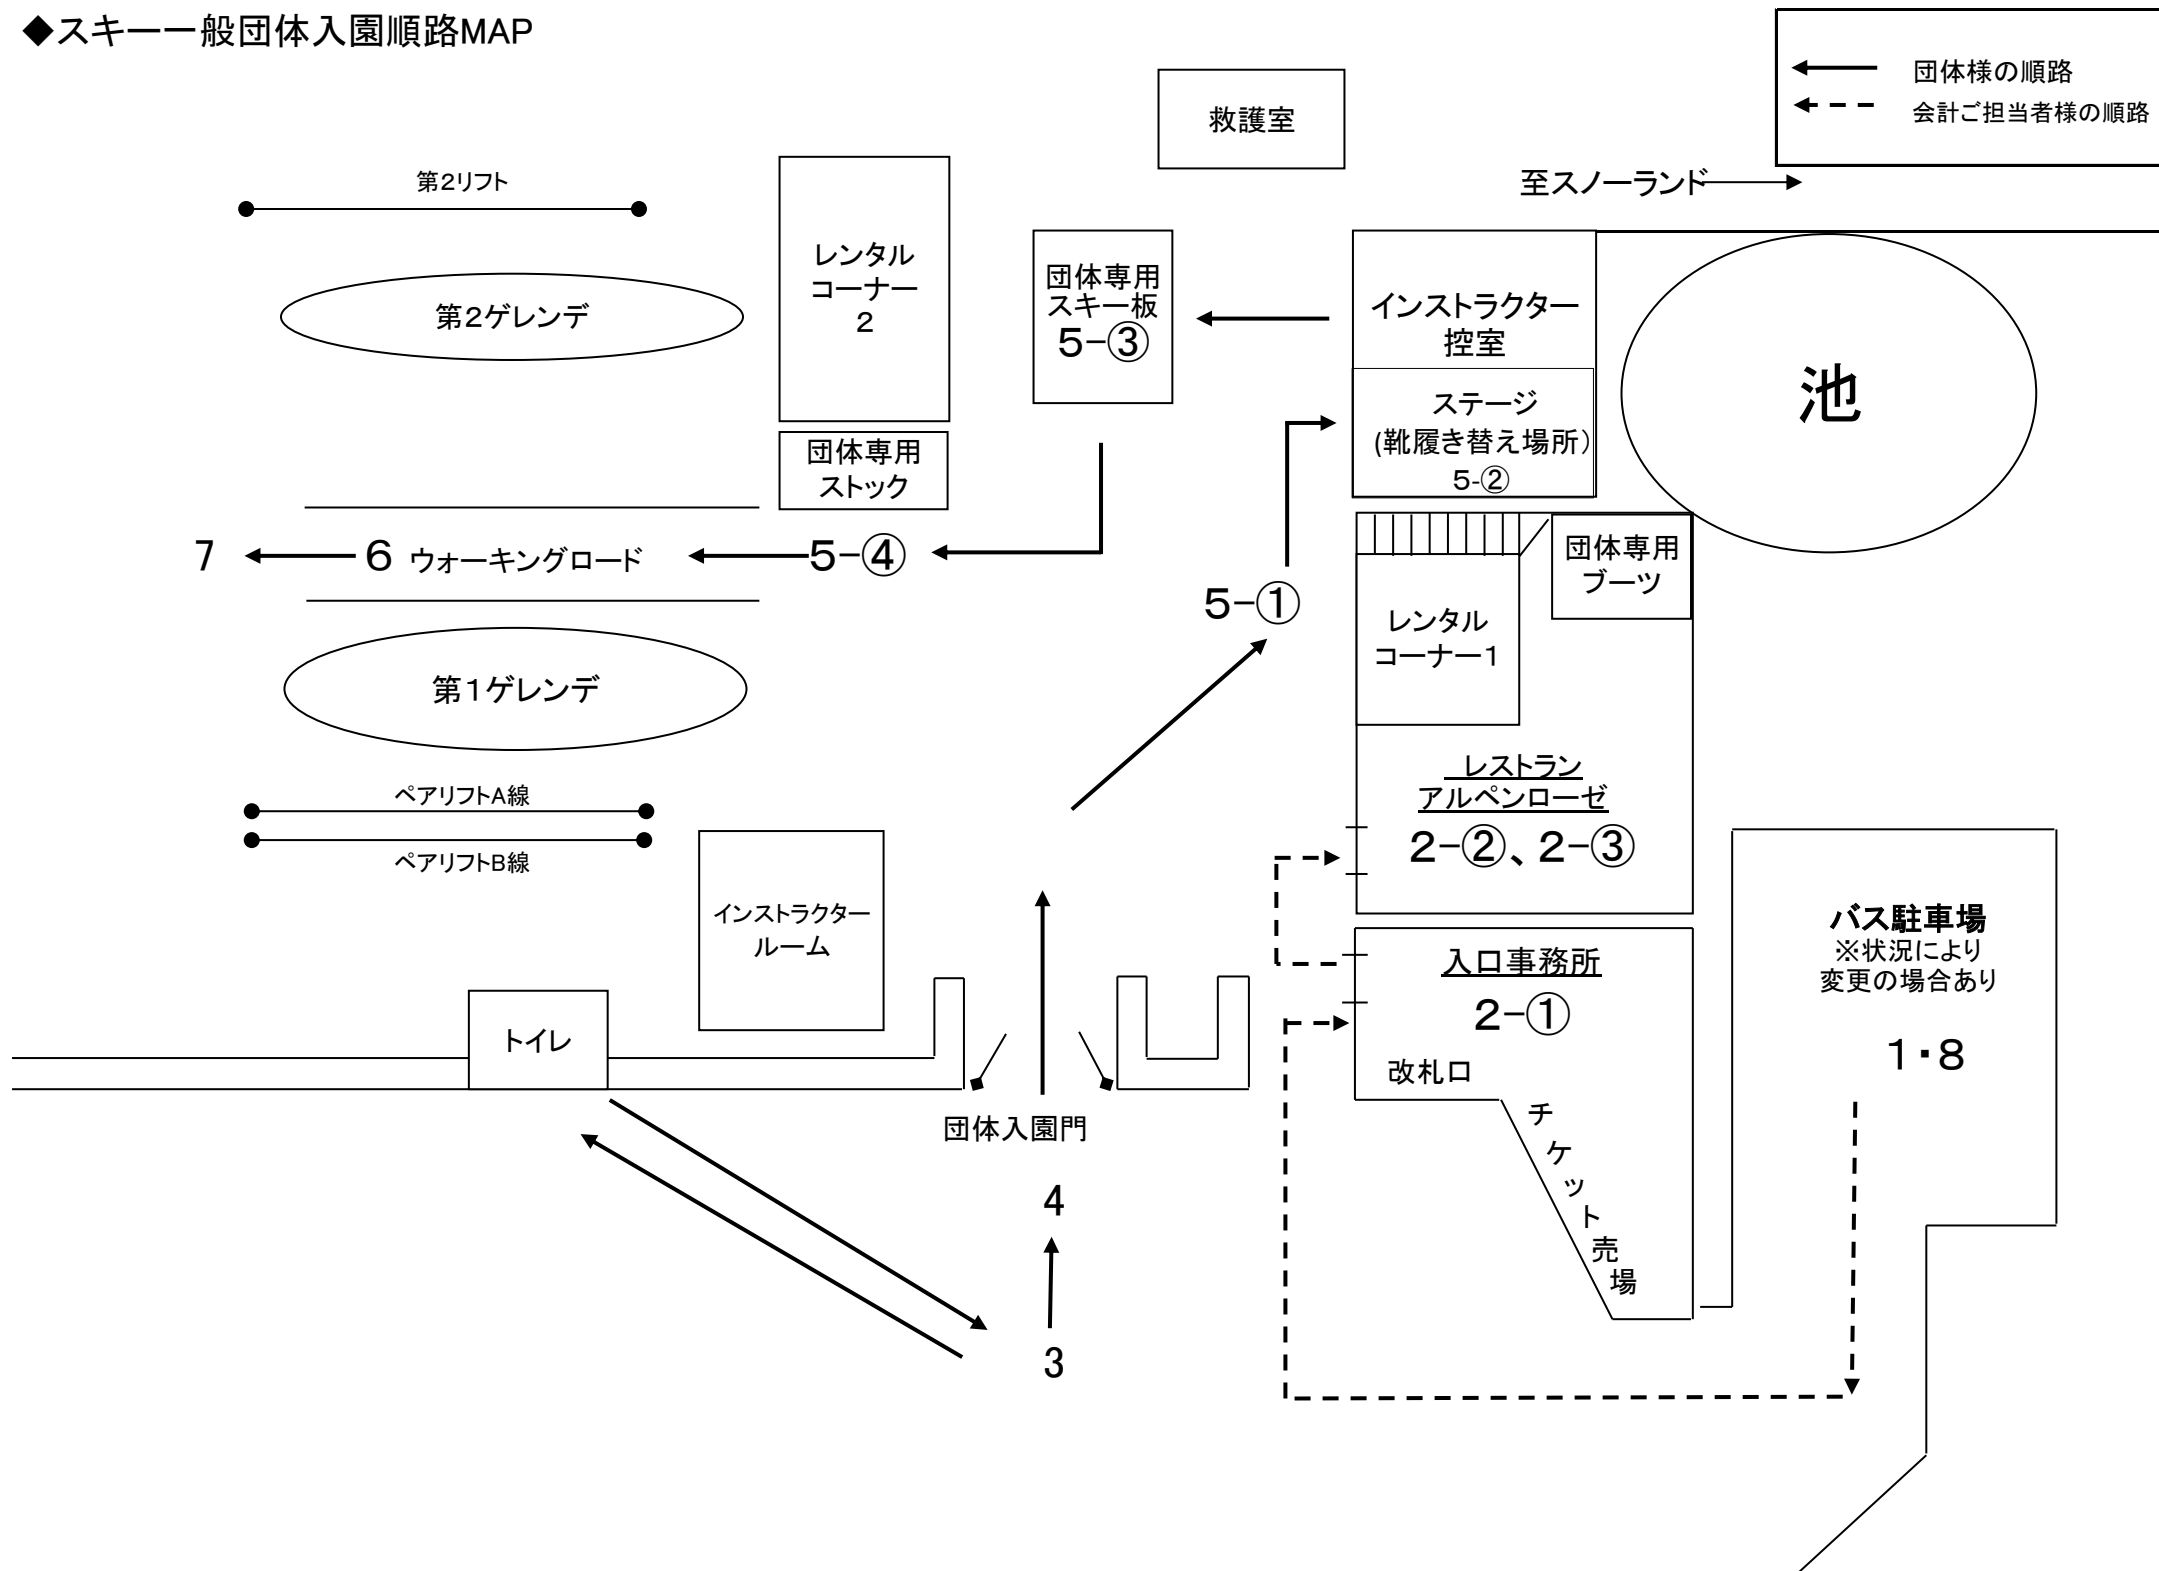 ◆スキー一般団体入園順路MAP
団体様の順路
会計ご担当者様の順路
救護室
至スノーランド
第2リフト
レンタル
コーナー
2
団体専用
スキー板
5-③
インストラクター
控室
第2ゲレンデ
池
ステージ
(靴履き替え場所)
5-②
団体専用
ストック
7
6 ウォーキングロード
5-④
5-①
団体専用
ブーツ
レンタル
コーナー1
第1ゲレンデ
レストラン
アルペンローゼ
2-②、2-③
ペアリフトA線
ペアリフトB線
インストラクター
ルーム
バス駐車場
※状況により
変更の場合あり
1・8
入口事務所
2-①
改札口
チケット売場
トイレ
団体入園門
4
3